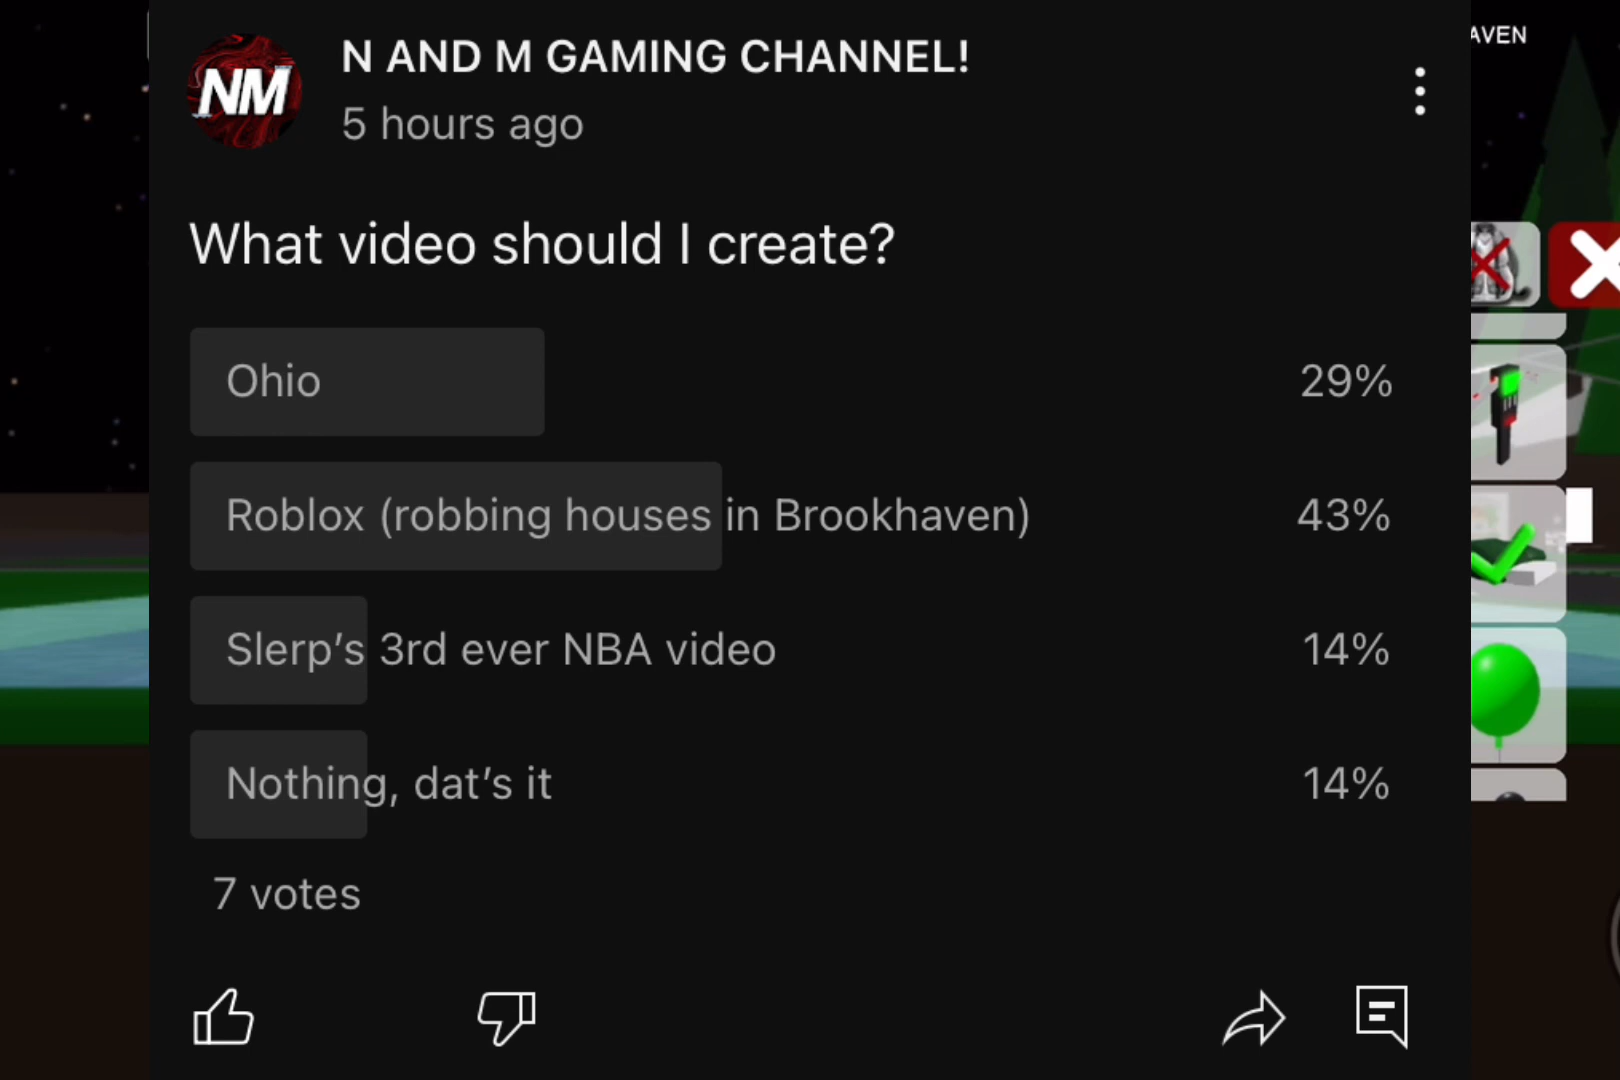 AVEN
NM
N AND M GAMING CHANNEL!
5 hours ago
What video should I create?
Ohio 29%
Roblox (robbing houses in Brookhaven) 43%
Slerp’s 3rd ever NBA video 14%
Nothing, dat’s it 14%
7 votes